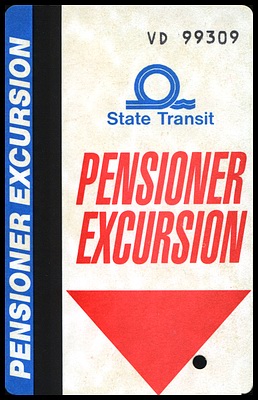 VD 99309
State Transit
PENSIONER
EXCURSION
PENSIONER EXCURSION